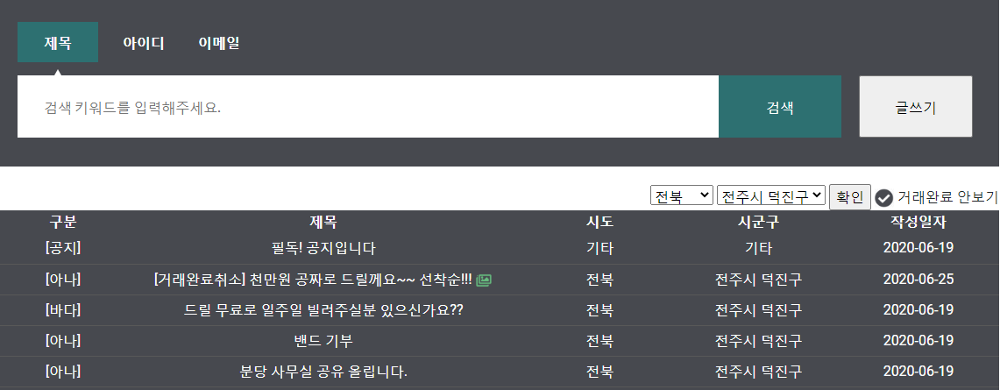 제목 아이디 이메일
검색 키워드를 입력해주세요. 검색 글쓰기
전북 전주시 덕진구 확인 거래완료 안보기
구분 제목 시도 시군구 작성일자
[공지] 필독! 공지입니다 기타 기타 2020-06-19
[아나] [거래완료취소] 천만원 공짜로 드릴께요~~ 선착순!!! 전북 전주시 덕진구 2020-06-25
[바다] 드릴 무료로 일주일 빌려주실분 있으신가요?? 전북 전주시 덕진구 2020-06-19
[아나] 밴드 기부 전북 전주시 덕진구 2020-06-19
[아나] 분당 사무실 공유 올립니다. 전북 전주시 덕진구 2020-06-19